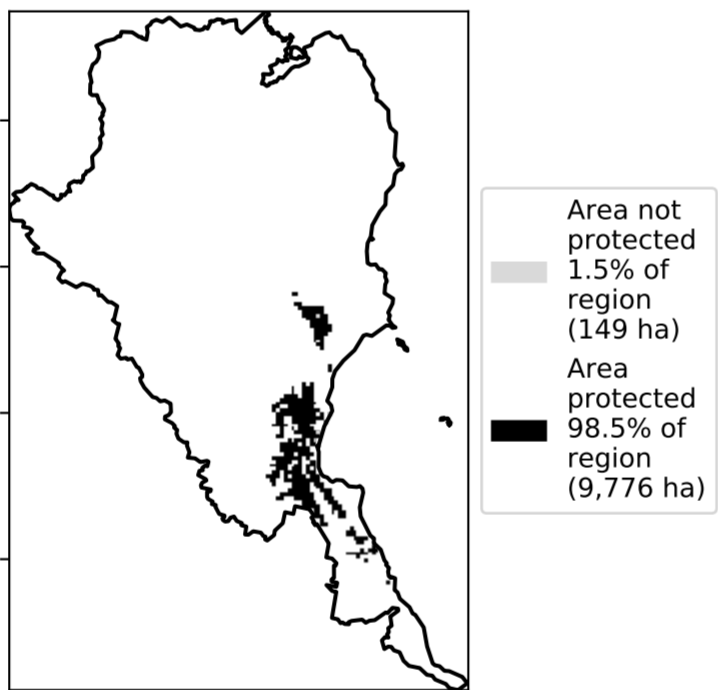 Area not
protected
1.5% of
region
(149 ha)
Area
protected
98.5% of
region
(9,776 ha)